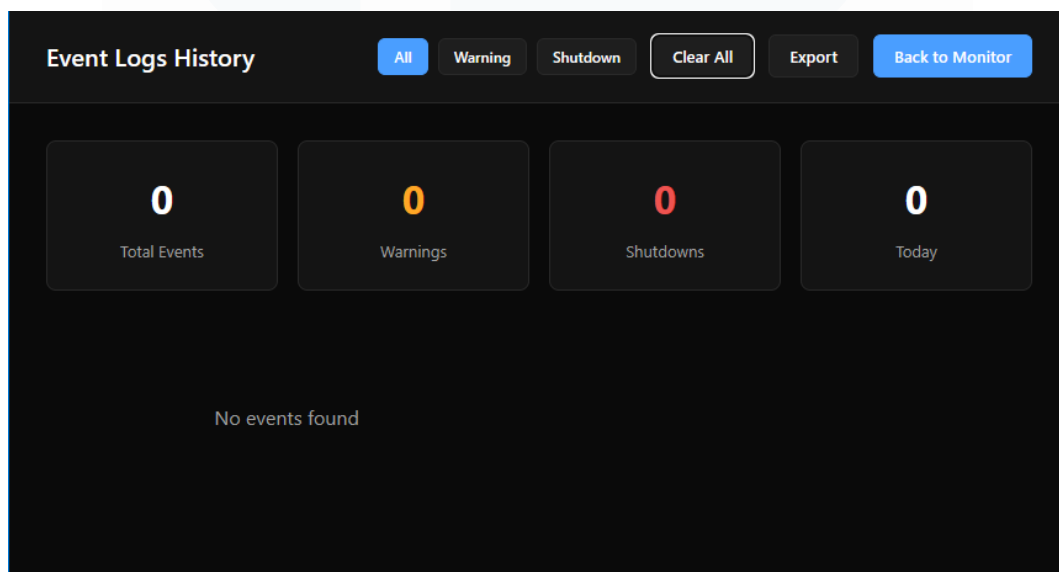 Event Logs History
All
Warning
Shutdown
Clear All
Export
Back to Monitor
0
Total Events
0
Warnings
0
Shutdowns
0
Today
No events found